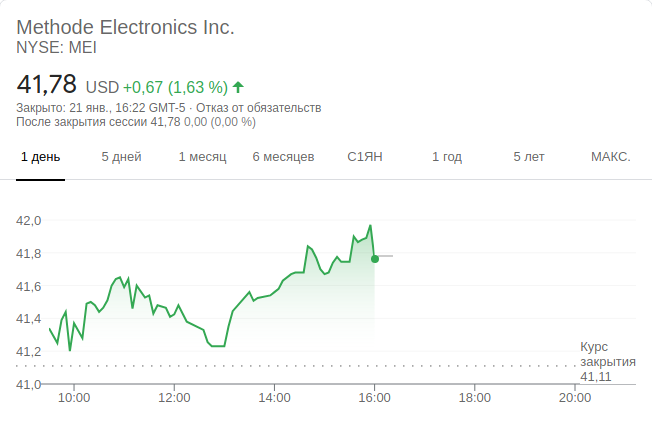 Methode Electronics Inc.
NYSE: MEI
41,78 USD +0,67 (1,63 %)
Закрыто: 21 янв., 16:22 GMT-5 · Отказ от обязательств
После закрытия сессии 41,78 0,00 (0,00 %)
1 день 5 дней 1 месяц 6 месяцев С1ЯН 1 год 5 лет МАКС.
42,0
41,8
41,6
41,4
41,2
Курс
закрытия
41,11
41,0
10:00 12:00 14:00 16:00 18:00 20:00